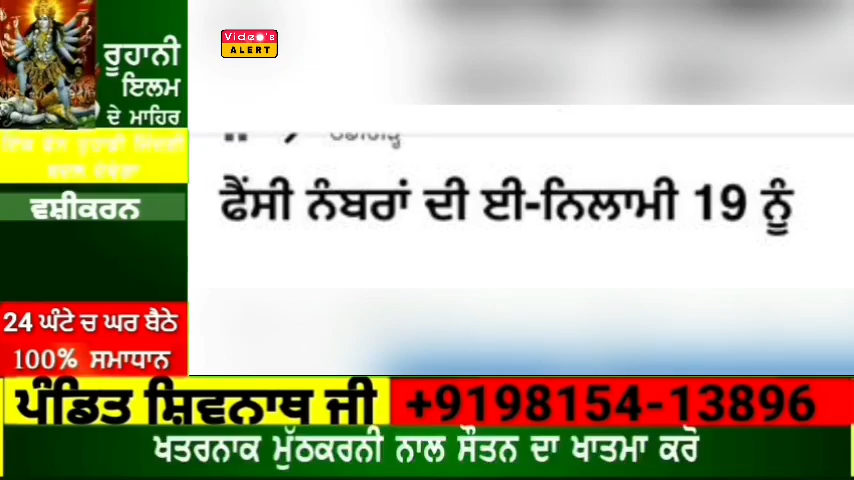 ਰੂਹਾਨੀ
ਇਲਮ
ਦੇ ਮਾਹਿਰ
Video's
ALERT
ਫੈਂਸੀ ਨੰਬਰਾਂ ਦੀ ਈ-ਨਿਲਾਮੀ 19 ਨੂੰ
ਵਸ਼ੀਕਰਨ
24 ਘੰਟੇ ਚ ਘਰ ਬੈਠੇ
100% ਸਮਾਧਾਨ
ਪੰਡਿਤ ਸ਼ਿਵਨਾਥ ਜੀ +9198154-13896
ਖਤਰਨਾਕ ਮੁੱਠਕਰਨੀ ਨਾਲ ਸੌਤਨ ਦਾ ਖਾਤਮਾ ਕਰੋ